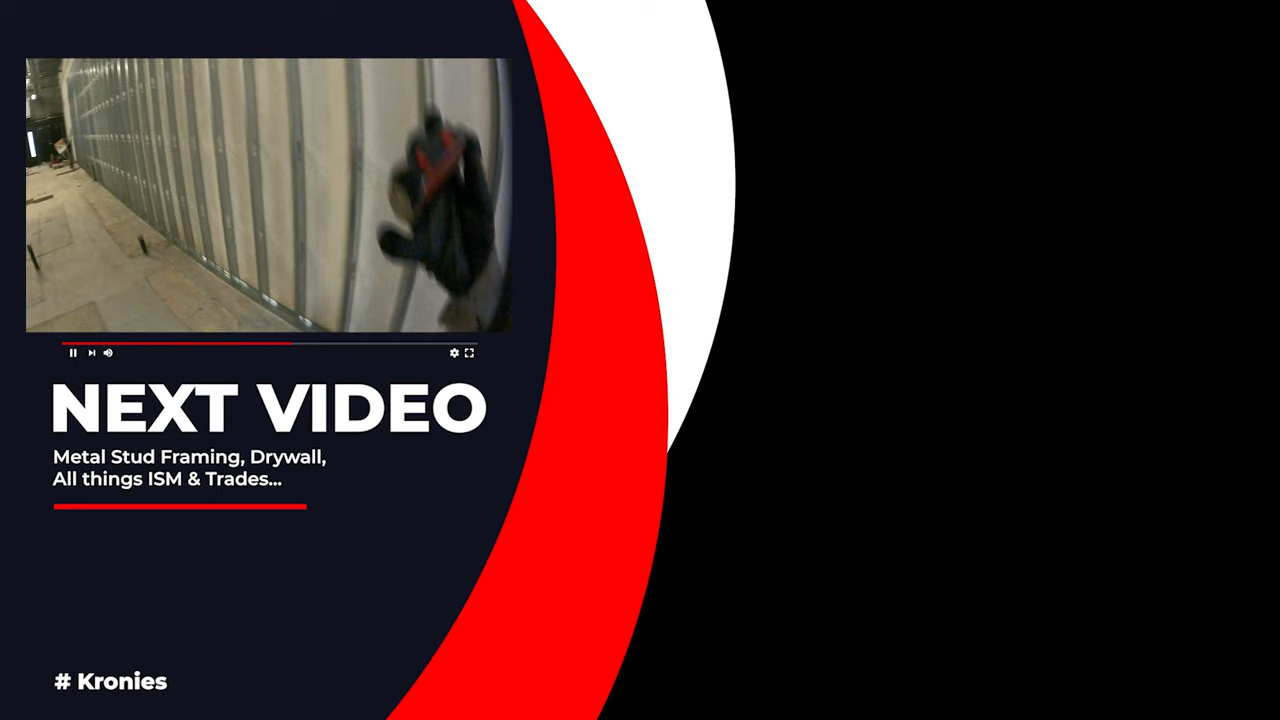 NEXT VIDEO
Metal Stud Framing, Drywall,
All things ISM & Trades...
# Kronies